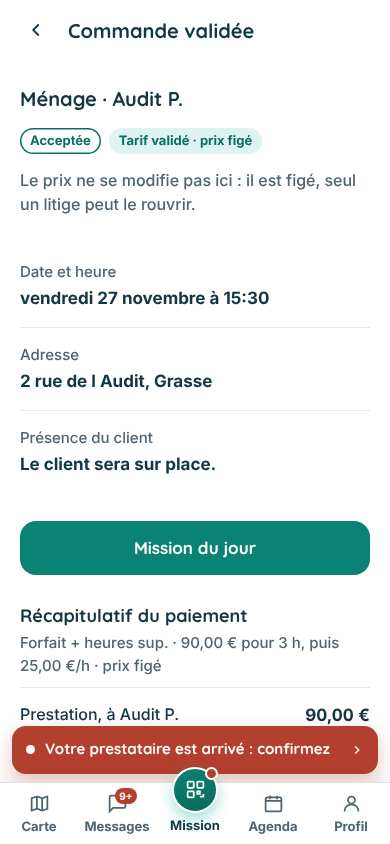 Commande validée
Ménage · Audit P.
Acceptée
Tarif validé · prix figé
Le prix ne se modifie pas ici : il est figé, seul
un litige peut le rouvrir.
Date et heure
vendredi 27 novembre à 15:30
Adresse
2 rue de l Audit, Grasse
Présence du client
Le client sera sur place.
Mission du jour
Récapitulatif du paiement
Forfait + heures sup. · 90,00 € pour 3 h, puis
25,00 €/h · prix figé
Prestation, à Audit P.
90,00 €
Votre prestataire est arrivé : confirmez
9+
Carte
Messages
Mission
Agenda
Profil